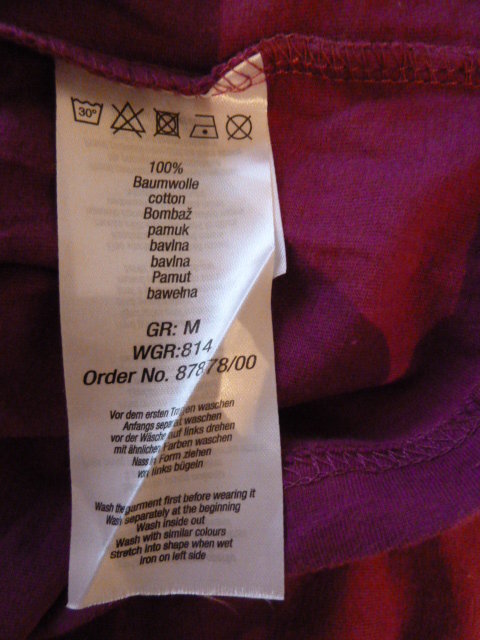 30°
100%
Baumwolle
cotton
Bombaž
pamuk
bavlna
bavlna
Pamut
bawełna
GR: M
WGR:814
Order No. 87878/00
Vor dem ersten Tragen waschen
Anfangs separat waschen
vor der Wäsche auf links drehen
mit ähnlichen Farben waschen
Nass in Form ziehen
von links bügeln
Wash the garment first before wearing it
Wash separately at the beginning
Wash inside out
Wash with similar colours
Stretch into shape when wet
Iron on left side